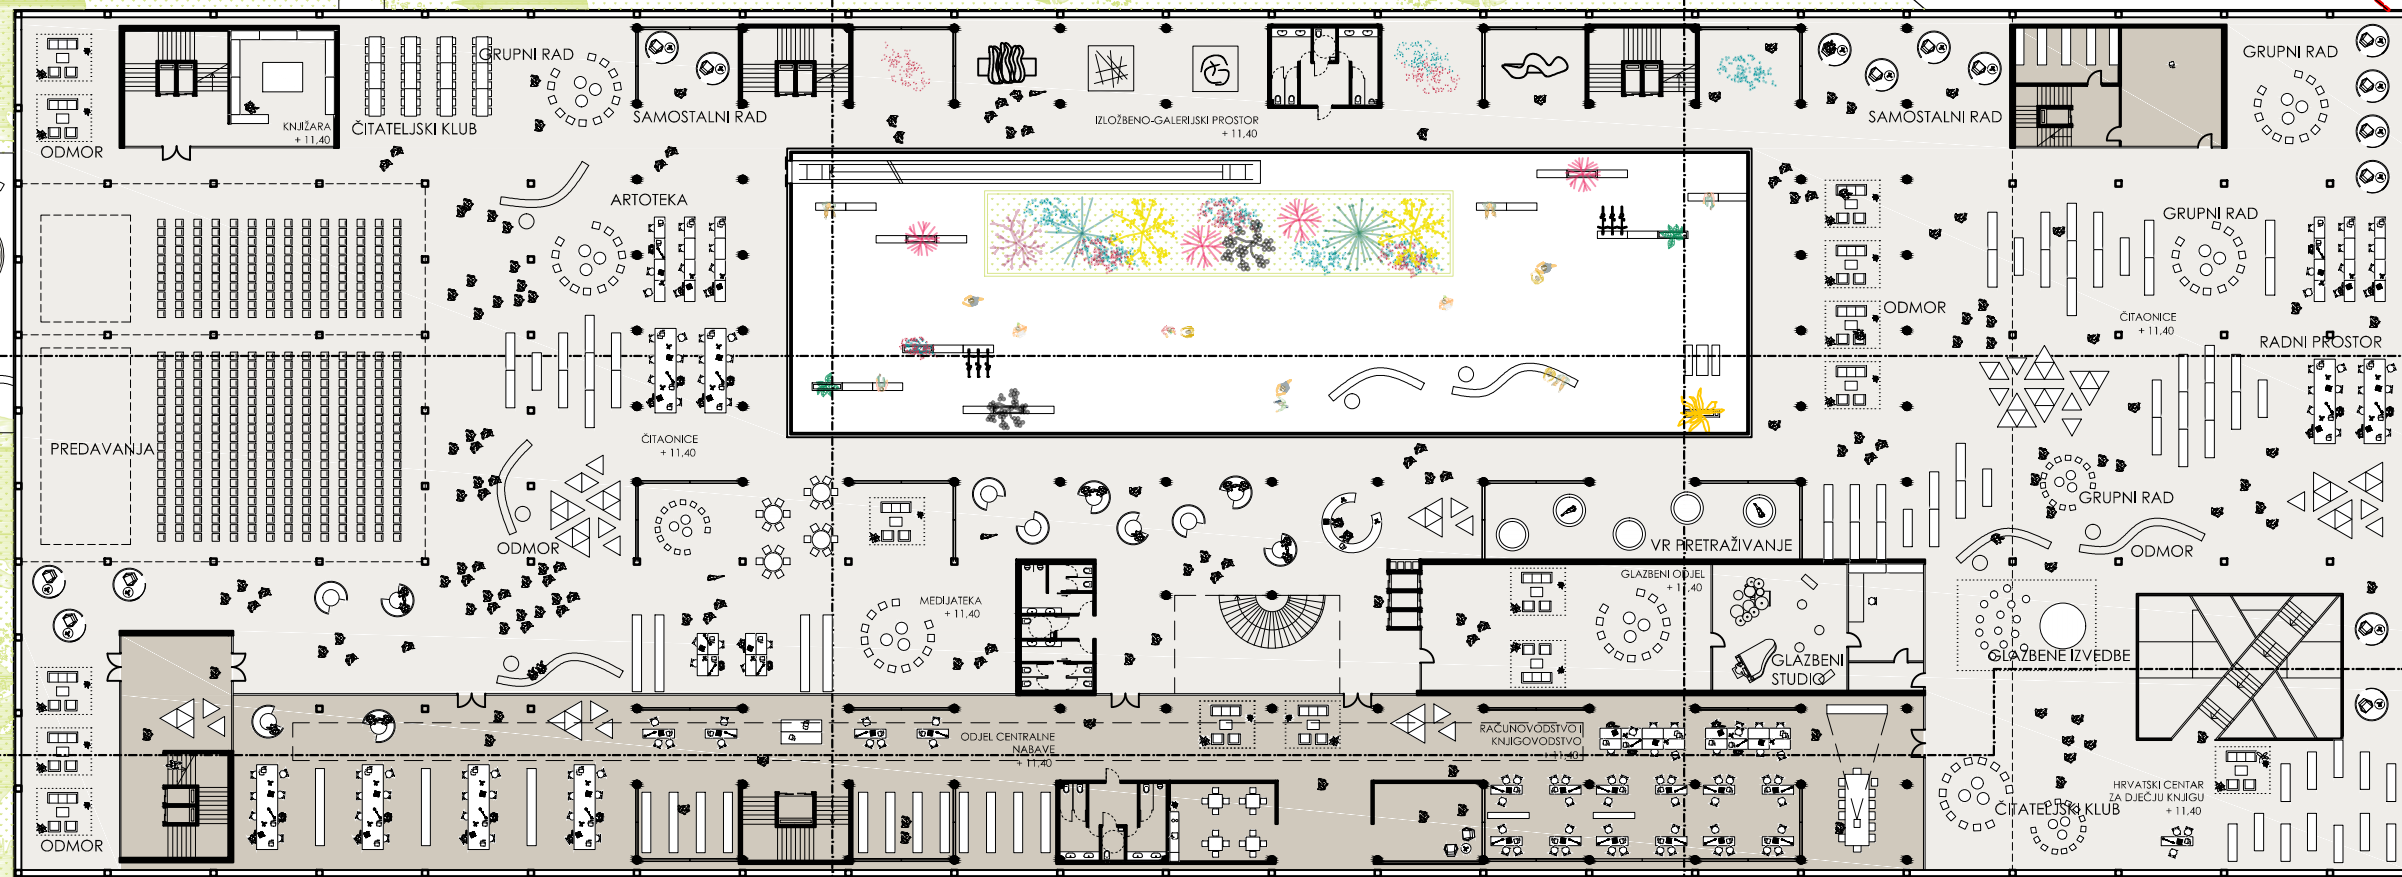 GRUPNI RAD
GRUPNI RAD
SAMOSTALNI RAD
SAMOSTALNI RAD
KNJIŽARA
+ 11,40
ČITATELJSKI KLUB
IZLOŽBENO-GALERIJSKI PROSTOR
+ 11,40
ODMOR
ARTOTEKA
GRUPNI RAD
ODMOR
ČITAONICE
+ 11,40
RADNI PROSTOR
PREDAVANJA
ČITAONICE
+ 11,40
GRUPNI RAD
ODMOR
VR PRETRAŽIVANJE
ODMOR
GLAZBENI ODJEL
+ 11,40
MEDIJATEKA
+ 11,40
GLAZBENI
STUDIO
GLAZBENE IZVEDBE
ODJEL CENTRALNE
NABAVE
+ 11,40
RAČUNOVODSTVO I
KNJIGOVODSTVO
+ 11,40
HRVATSKI CENTAR
ZA DJEČJU KNJIGU
+ 11,40
ČITATELJSKI KLUB
ODMOR